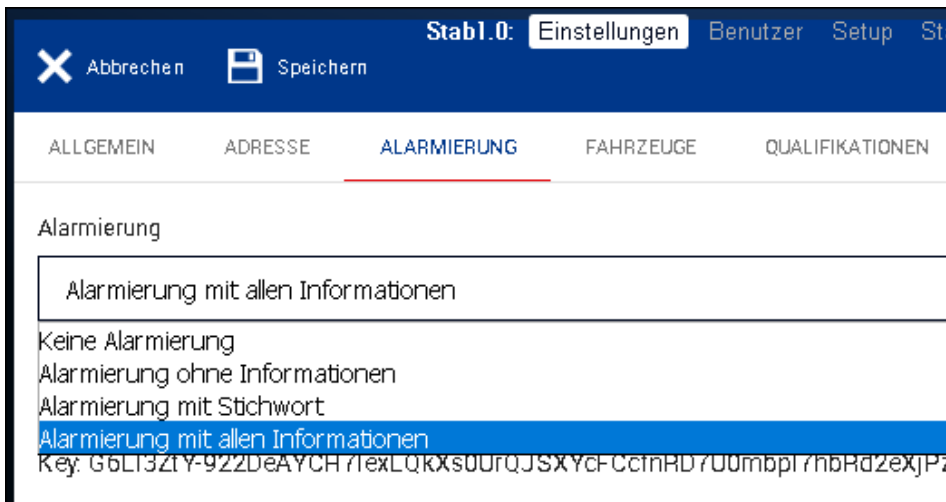 Stab1.0: Einstellungen Benutzer Setup
Abbrechen Speichern
ALLGEMEIN ADRESSE ALARMIERUNG FAHRZEUGE QUALIFIKATIONEN
Alarmierung
Alarmierung mit allen Informationen
Keine Alarmierung
Alarmierung ohne Informationen
Alarmierung mit Stichwort
Alarmierung mit allen Informationen
Key: